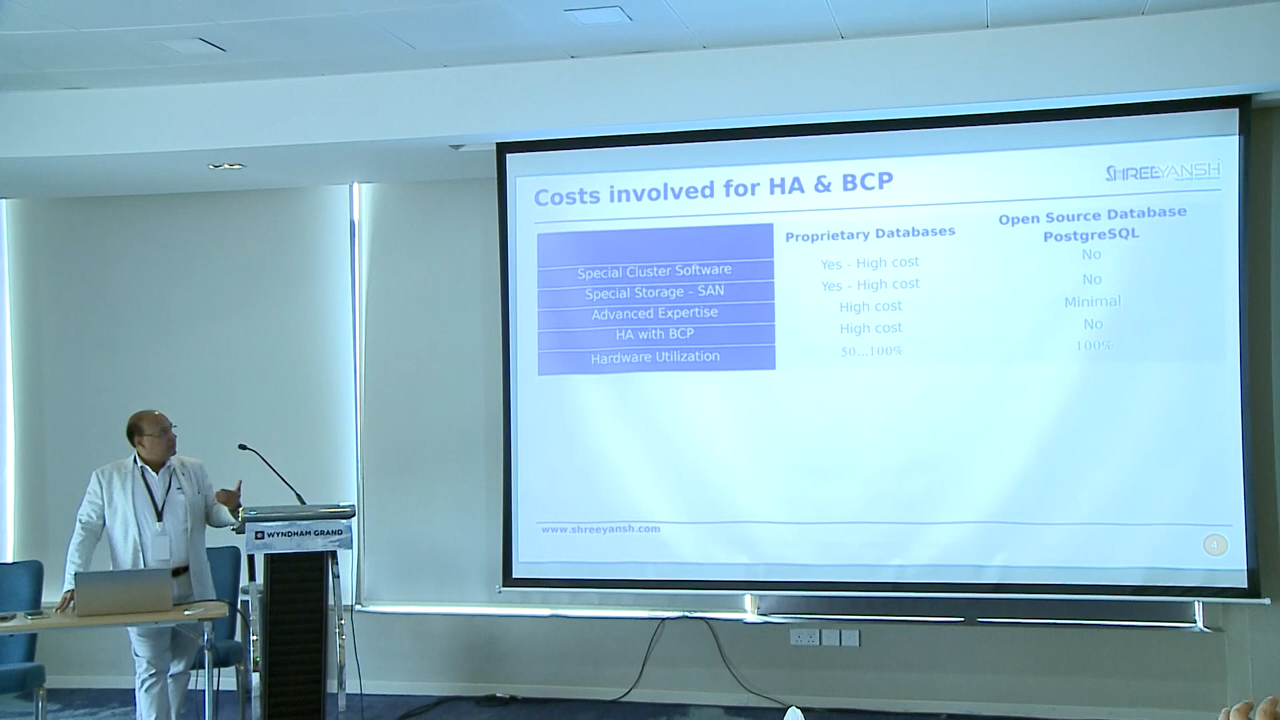 Costs involved for HA & BCP
SHREEYANSH
Proprietary Databases
Open Source Database
PostgreSQL
Special Cluster Software Yes - High cost No
Special Storage - SAN Yes - High cost No
Advanced Expertise High cost Minimal
HA with BCP High cost No
Hardware Utilization 50...100% 100%
www.shreeyansh.com
4
WYNDHAM GRAND